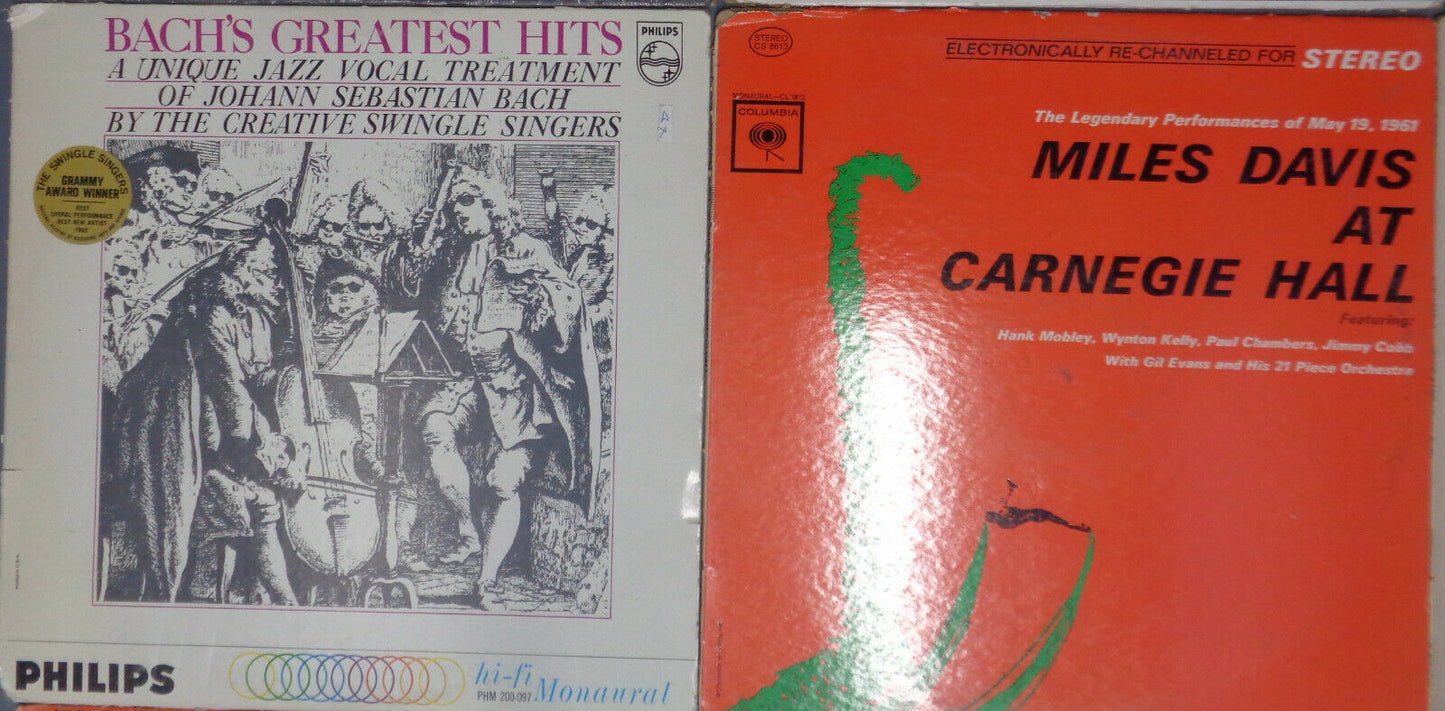 BACH'S GREATEST HITS
A UNIQUE JAZZ VOCAL TREATMENT
OF JOHANN SEBASTIAN BACH
BY THE CREATIVE SWINGLE SINGERS
PHILIPS
THE SWINGLE SINGERS
GRAMMY
AWARD WINNER
BEST
CHORAL PERFORMANCE
BEST NEW ARTIST
1963
PHILIPS
hi-fi
PHM 200-097 Monaural
STEREO
CS 8612
ELECTRONICALLY RE-CHANNELED FOR STEREO
MONAURAL—CL 1812
COLUMBIA
The Legendary Performances of May 19, 1961
MILES DAVIS
AT
CARNEGIE HALL
Featuring:
Hank Mobley, Wynton Kelly, Paul Chambers, Jimmy Cobb
With Gil Evans and His 21 Piece Orchestra